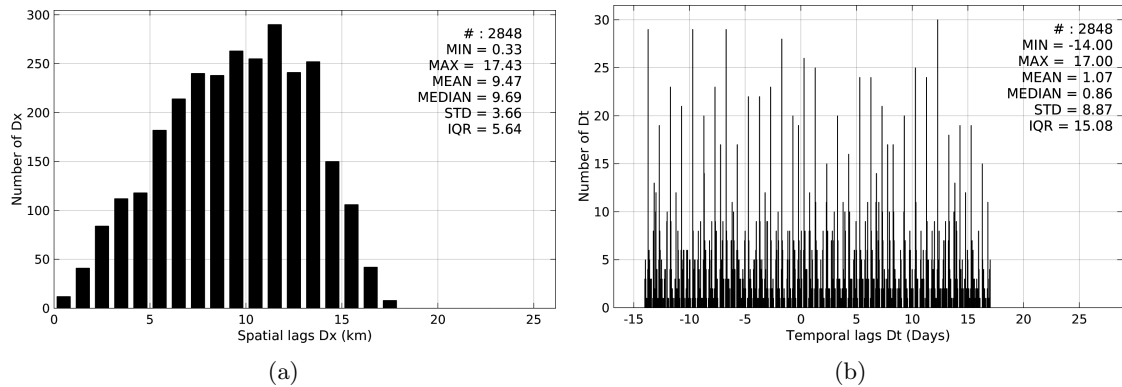 300
250
200
150
100
50
0
Number of Dx
# : 2848
MIN = 0.33
MAX = 17.43
MEAN = 9.47
MEDIAN = 9.69
STD = 3.66
IQR = 5.64
0 5 10 15 20 25
Spatial lags Dx (km)
(a)
30
25
20
15
10
5
0
Number of Dt
# : 2848
MIN = -14.00
MAX = 17.00
MEAN = 1.07
MEDIAN = 0.86
STD = 8.87
IQR = 15.08
-15 -10 -5 0 5 10 15 20 25
Temporal lags Dt (Days)
(b)